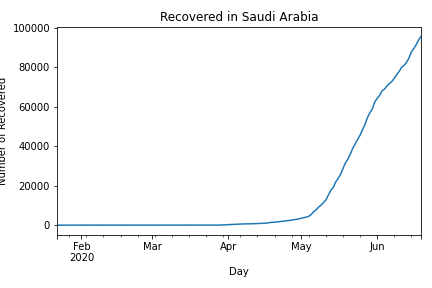 Recovered in Saudi Arabia
Number of Recovered
100000
80000
60000
40000
20000
0
Feb Mar Apr May Jun
2020
Day